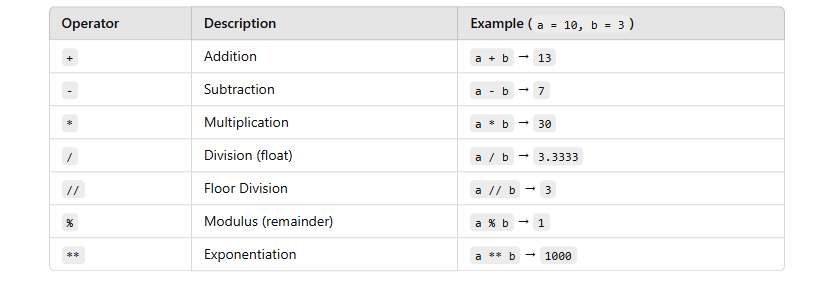 Operator Description Example ( a = 10, b = 3 )
+ Addition a + b → 13
- Subtraction a - b → 7
* Multiplication a * b → 30
/ Division (float) a / b → 3.3333
// Floor Division a // b → 3
% Modulus (remainder) a % b → 1
** Exponentiation a ** b → 1000